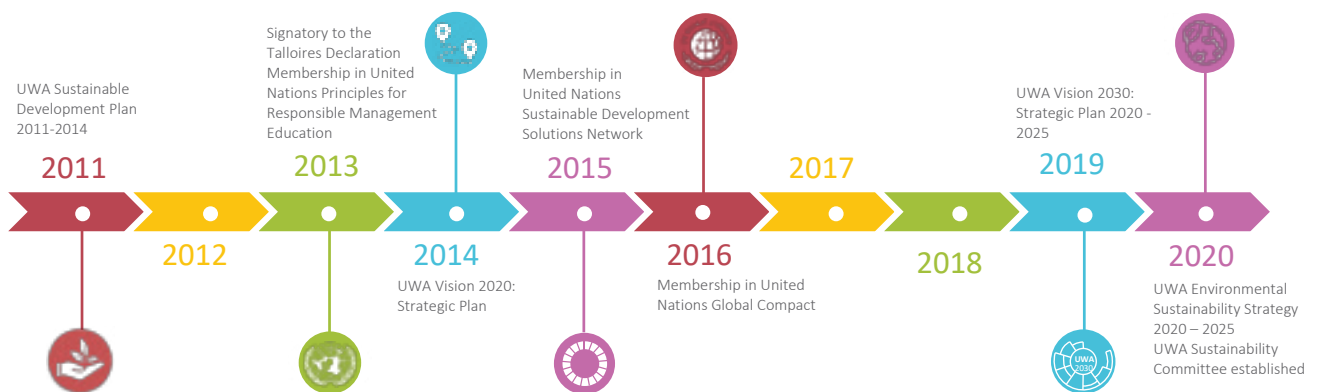 UWA Sustainable
Development Plan
2011-2014
2011
2012
Signatory to the
Talloires Declaration
Membership in United
Nations Principles for
Responsible Management
Education
2013
2014
UWA Vision 2020:
Strategic Plan
Membership in
United Nations
Sustainable Development
Solutions Network
2015
2016
Membership in United
Nations Global Compact
2017
2018
UWA Vision 2030:
Strategic Plan 2020 -
2025
2019
UWA
2030
2020
UWA Environmental
Sustainability Strategy
2020 – 2025
UWA Sustainability
Committee established